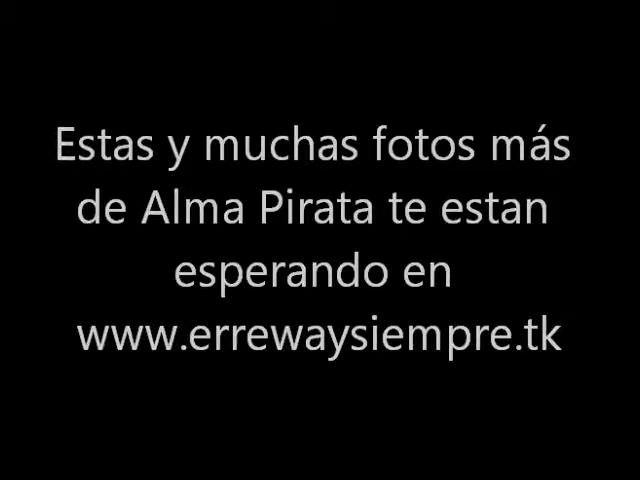 Estas y muchas fotos más
de Alma Pirata te estan
esperando en
www.errewaysiempre.tk